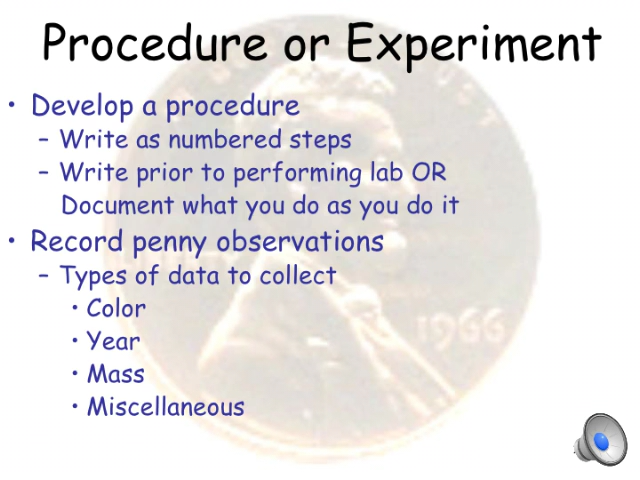 Procedure or Experiment
• Develop a procedure
– Write as numbered steps
– Write prior to performing lab OR
Document what you do as you do it
• Record penny observations
– Types of data to collect
• Color
• Year
• Mass
• Miscellaneous
1966